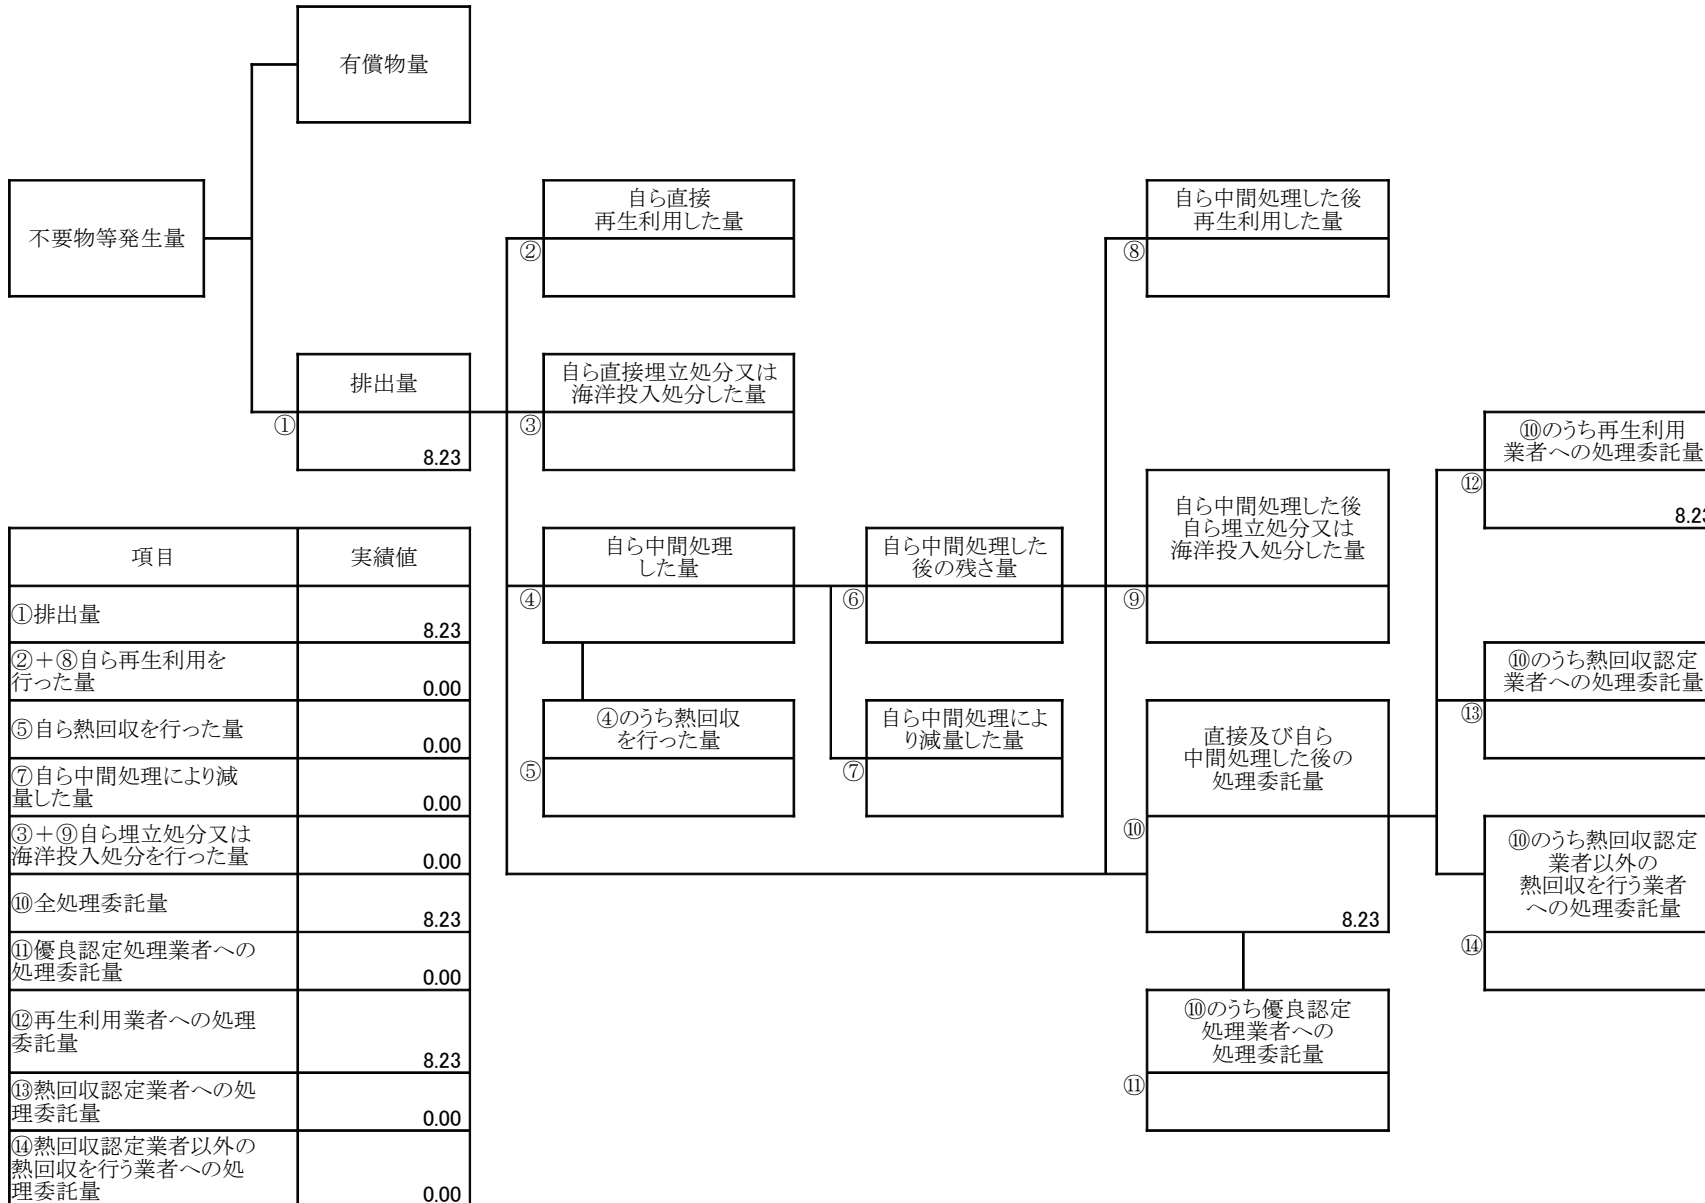 有償物量
不要物等発生量
自ら直接
再生利用した量
②
自ら中間処理した後
再生利用した量
⑧
排出量
①
8.23
自ら直接埋立処分又は
海洋投入処分した量
③
⑩のうち再生利用
業者への処理委託量
⑫
自ら中間処理した
後の残さ量
⑥
自ら中間処理
した量
④
自ら中間処理した後
自ら埋立処分又は
海洋投入処分した量
⑨
⑩のうち熱回収認定
業者への処理委託量
⑬
④のうち熱回収
を行った量
⑤
自ら中間処理によ
り減量した量
⑦
直接及び自ら
中間処理した後の
処理委託量
⑩
8.23
⑩のうち熱回収認定
業者以外の
熱回収を行う業者
への処理委託量
⑭
⑩のうち優良認定
処理業者への
処理委託量
⑪
項目 実績値
①排出量 8.23
②+⑧自ら再生利用を
行った量 0.00
⑤自ら熱回収を行った量 0.00
⑦自ら中間処理により減
量した量 0.00
③+⑨自ら埋立処分又は
海洋投入処分を行った量 0.00
⑩全処理委託量 8.23
⑪優良認定処理業者への
処理委託量 0.00
⑫再生利用業者への処理
委託量 8.23
⑬熱回収認定業者への処
理委託量 0.00
⑭熱回収認定業者以外の
熱回収を行う業者への処
理委託量 0.00